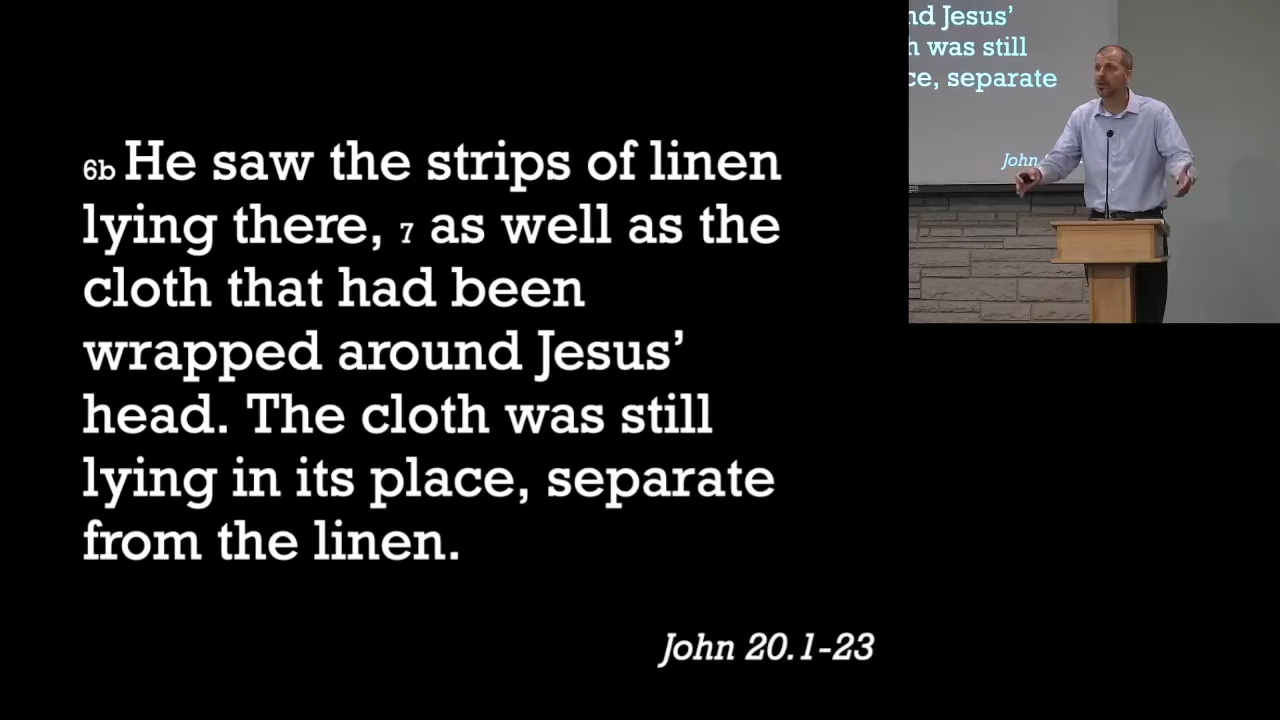 6b He saw the strips of linen
lying there, 7 as well as the
cloth that had been
wrapped around Jesus’
head. The cloth was still
lying in its place, separate
from the linen.
John 20.1-23
nd Jesus’
h was still
ce, separate
John